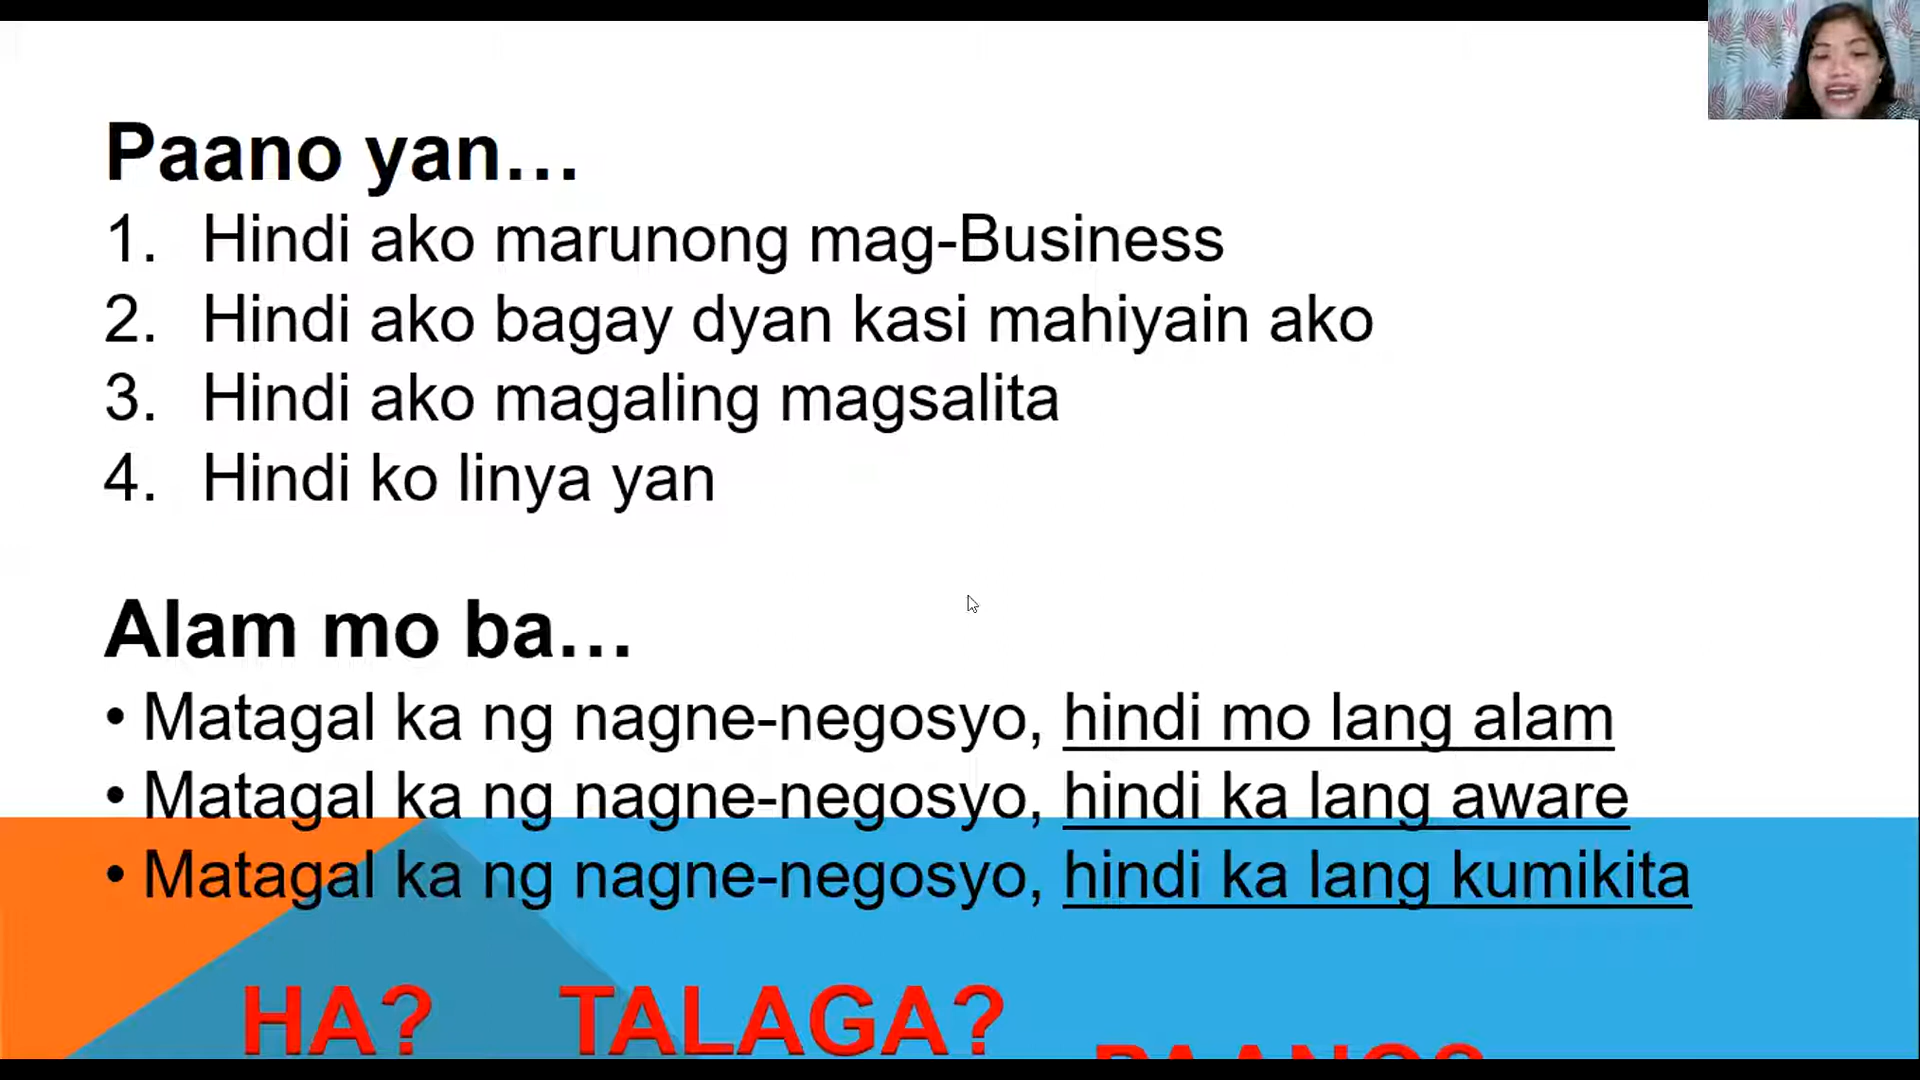 Paano yan…
1. Hindi ako marunong mag-Business
2. Hindi ako bagay dyan kasi mahiyain ako
3. Hindi ako magaling magsalita
4. Hindi ko linya yan
Alam mo ba…
• Matagal ka ng nagne-negosyo, hindi mo lang alam
• Matagal ka ng nagne-negosyo, hindi ka lang aware
• Matagal ka ng nagne-negosyo, hindi ka lang kumikita
HA? TALAGA?
PAANO?